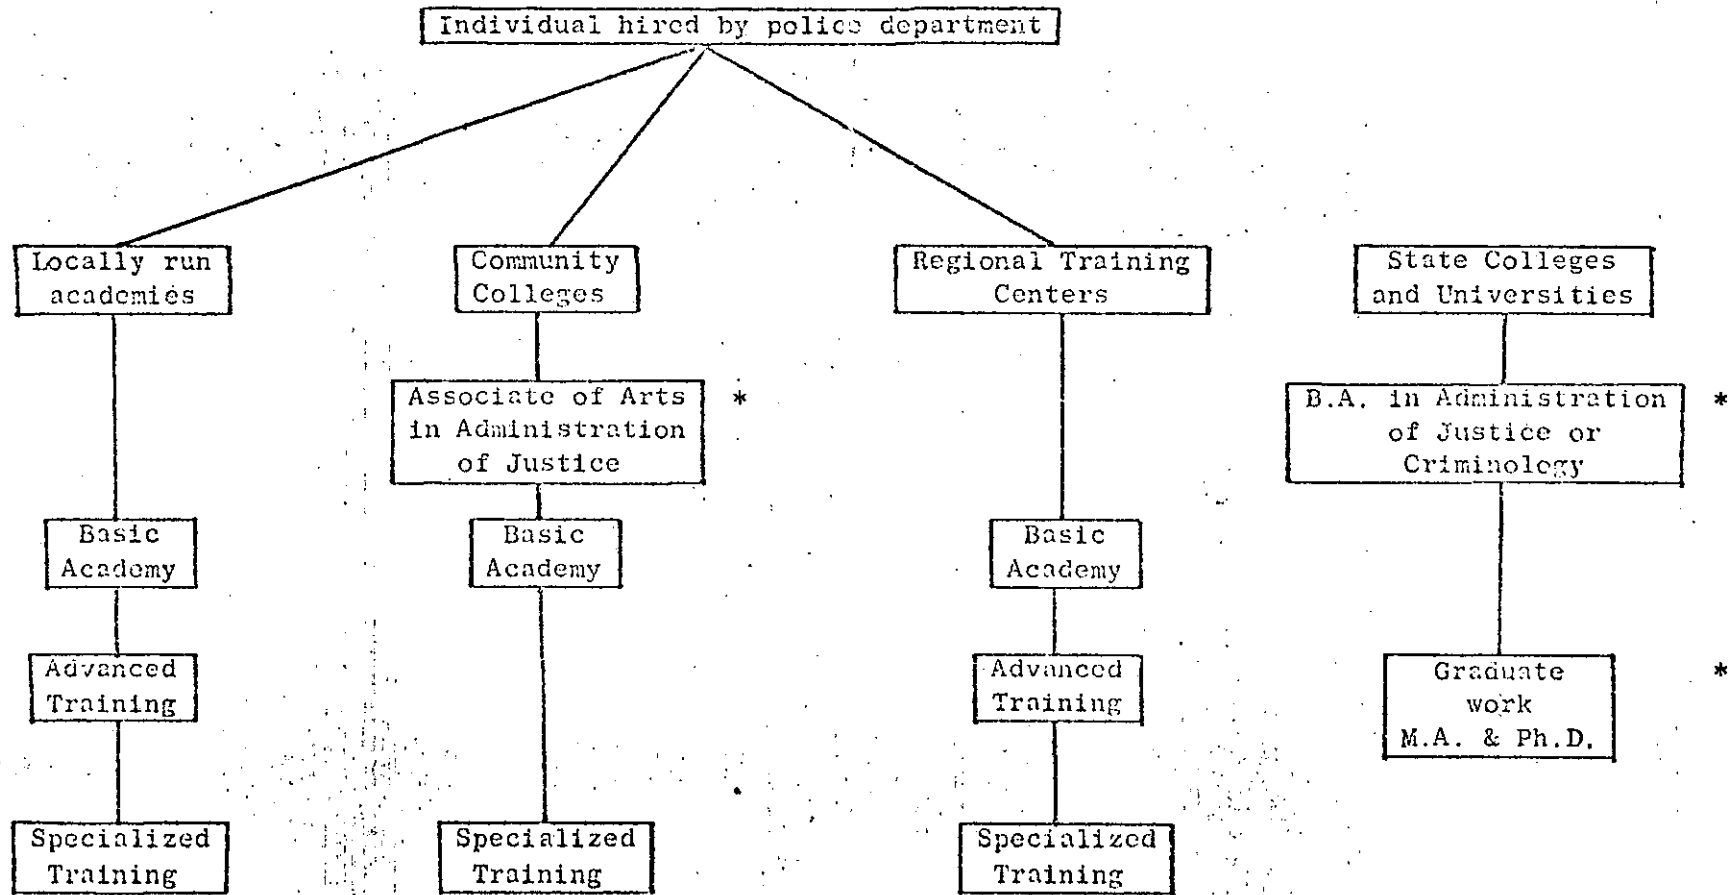 Individual hired by police department
Locally run
academies
Community
Colleges
Regional Training
Centers
State Colleges
and Universities
Associate of Arts
in Administration
of Justice
*
B.A. in Administration
of Justice or
Criminology
*
Basic
Academy
Basic
Academy
Basic
Academy
Advanced
Training
Advanced
Training
Graduate
work
M.A. & Ph.D.
*
Specialized
Training
Specialized
Training
Specialized
Training